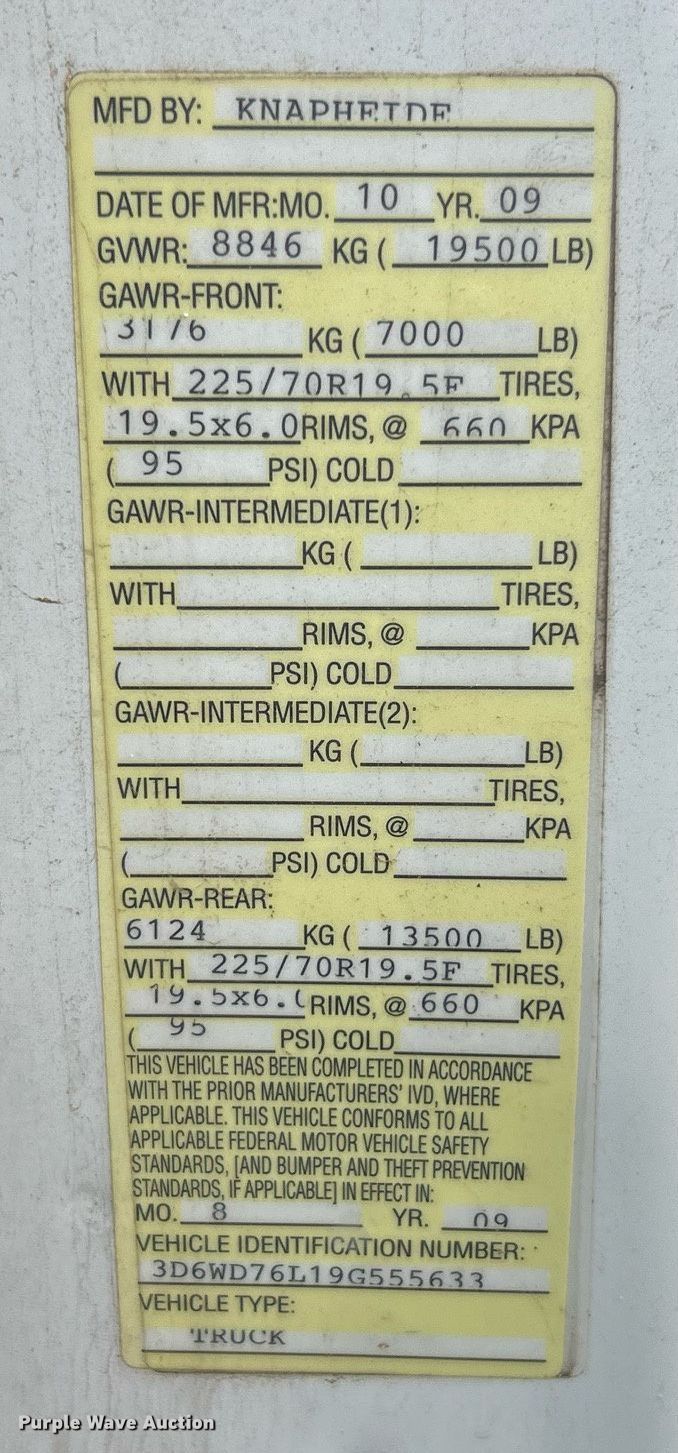 MFD BY: KNAPHEIDE
DATE OF MFR:MO. 10 YR. 09
GVWR: 8846 KG ( 19500 LB)
GAWR-FRONT:
3176 KG ( 7000 LB)
WITH 225/70R19.5F TIRES,
19.5x6.0 RIMS, @ 660 KPA
( 95 PSI) COLD
GAWR-INTERMEDIATE(1):
KG ( LB)
WITH TIRES,
RIMS, @ KPA
( PSI) COLD
GAWR-INTERMEDIATE(2):
KG ( LB)
WITH TIRES,
RIMS, @ KPA
( PSI) COLD
GAWR-REAR:
6124 KG ( 13500 LB)
WITH 225/70R19.5F TIRES,
19.5x6.0 RIMS, @ 660 KPA
( 95 PSI) COLD
THIS VEHICLE HAS BEEN COMPLETED IN ACCORDANCE
WITH THE PRIOR MANUFACTURERS' IVD, WHERE
APPLICABLE. THIS VEHICLE CONFORMS TO ALL
APPLICABLE FEDERAL MOTOR VEHICLE SAFETY
STANDARDS, [AND BUMPER AND THEFT PREVENTION
STANDARDS, IF APPLICABLE] IN EFFECT IN:
MO. 8 YR. 09
VEHICLE IDENTIFICATION NUMBER:
3D6WD76L19G555633
VEHICLE TYPE:
TRUCK
Purple Wave Auction